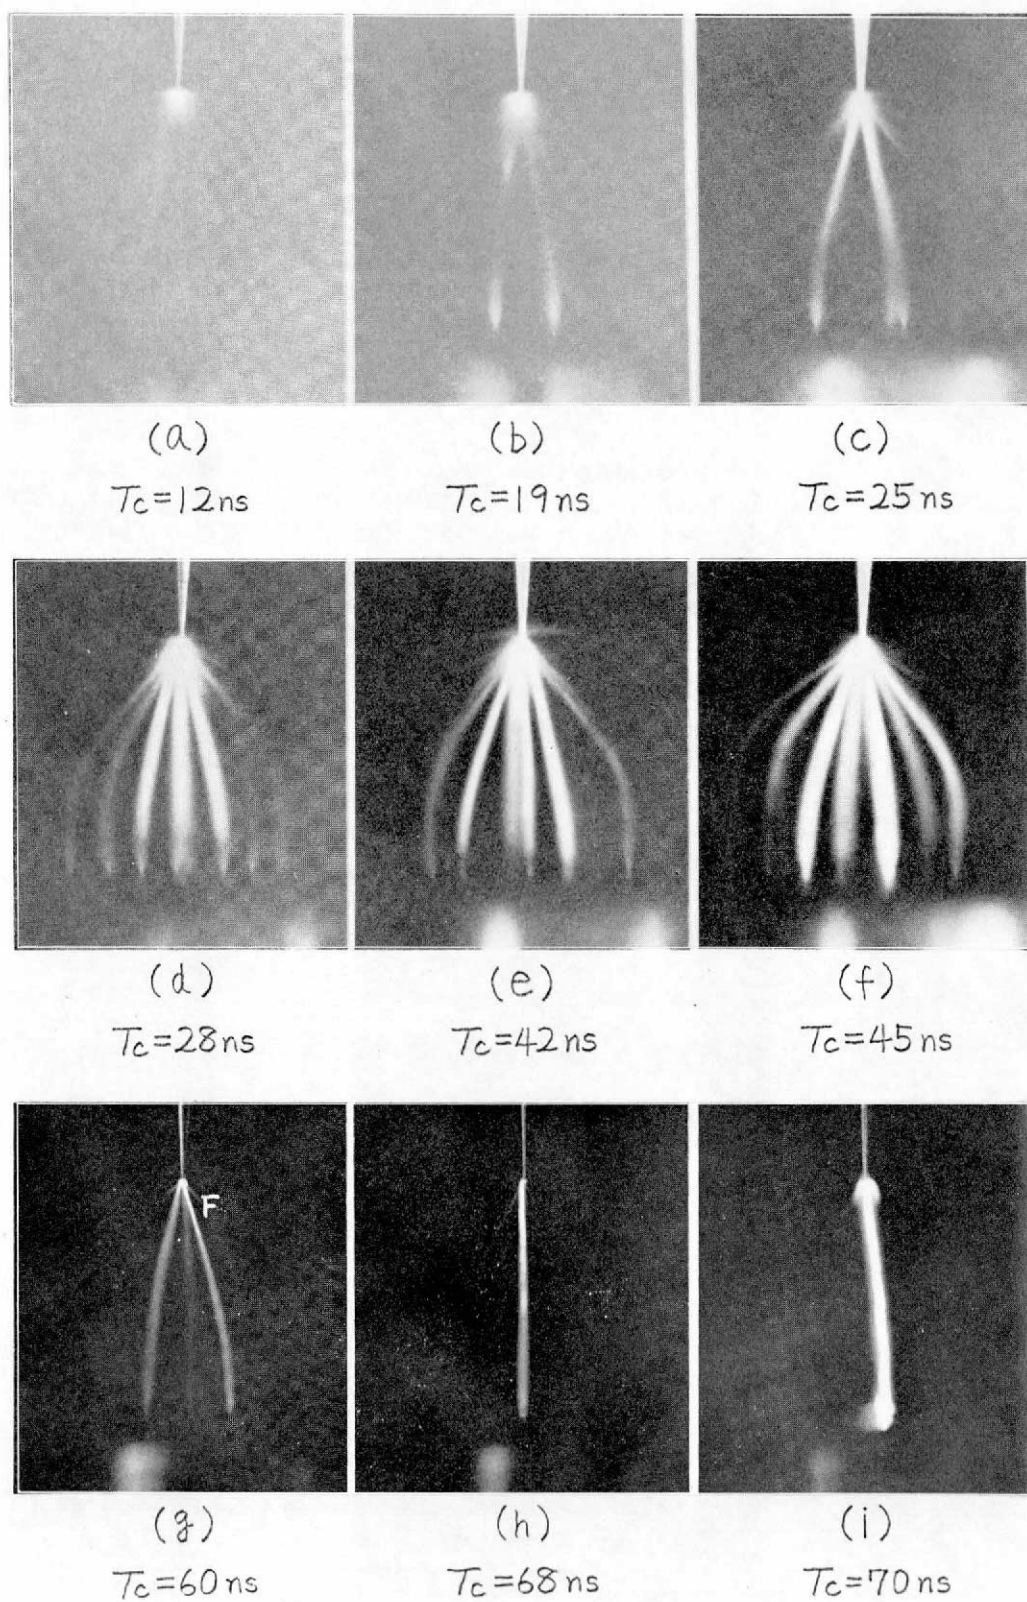 (a) (b) (c)
Tc=12ns Tc=19ns Tc=25ns
(d) (e) (f)
Tc=28ns Tc=42ns Tc=45ns
F
(g) (h) (i)
Tc=60ns Tc=68ns Tc=70ns